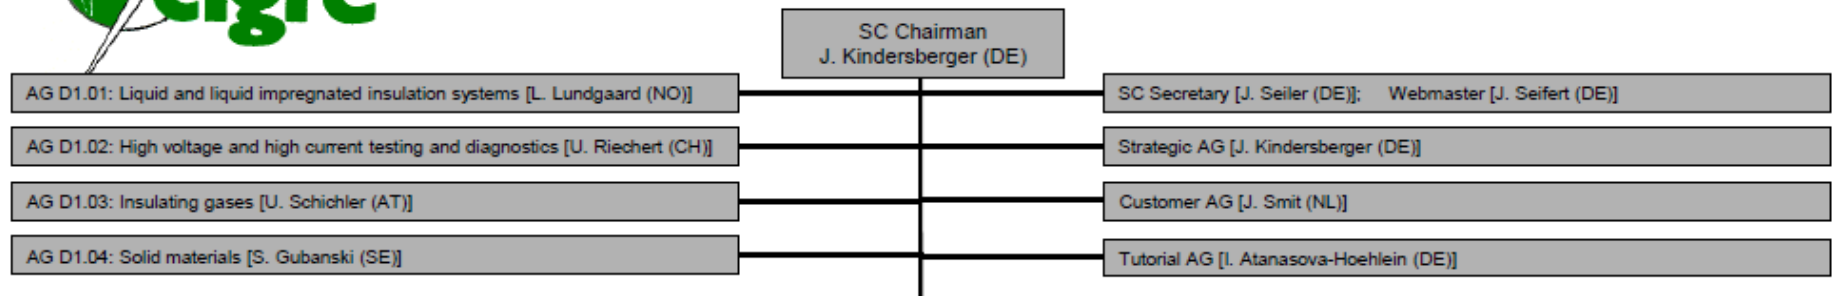 cigre
SC Chairman
J. Kindersberger (DE)
AG D1.01: Liquid and liquid impregnated insulation systems [L. Lundgaard (NO)]
SC Secretary [J. Seiler (DE)]; Webmaster [J. Seifert (DE)]
AG D1.02: High voltage and high current testing and diagnostics [U. Riechert (CH)]
Strategic AG [J. Kindersberger (DE)]
AG D1.03: Insulating gases [U. Schichler (AT)]
Customer AG [J. Smit (NL)]
AG D1.04: Solid materials [S. Gubanski (SE)]
Tutorial AG [I. Atanasova-Hoehlein (DE)]